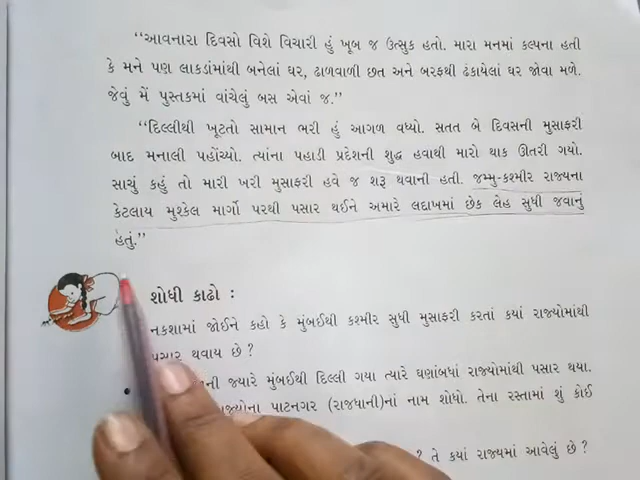 “આવનારા દિવસો વિશે વિચારી હું ખૂબ જ ઉત્સુક હતો. મારા મનમાં કલ્પના હતી
કે મને પણ લાકડાંમાંથી બનેલાં ઘર, ઢાળવાળી છત અને બરફથી ઢંકાયેલાં ઘર જોવા મળે.
જેવું મેં પુસ્તકમાં વાંચેલું બસ એવાં જ.”
“દિલ્લીથી ખૂટતો સામાન ભરી હું આગળ વધ્યો. સતત બે દિવસની મુસાફરી
બાદ મનાલી પહોંચ્યો. ત્યાંના પહાડી પ્રદેશની શુદ્ધ હવાથી મારો થાક ઊતરી ગયો.
સાચું કહું તો મારી ખરી મુસાફરી હવે જ શરૂ થવાની હતી. જમ્મુ-કશ્મીર રાજ્યના
કેટલાય મુશ્કેલ માર્ગો પરથી પસાર થઈને અમારે લદાખમાં છેક લેહ સુધી જવાનું
હતું.”
શોધી કાઢો :
નકશામાં જોઈને કહો કે મુંબઈથી કશ્મીર સુધી મુસાફરી કરતાં કયાં રાજ્યોમાંથી
પસાર થવાય છે ?
જ્યારે મુંબઈથી દિલ્લી ગયા ત્યારે ઘણાંબધાં રાજ્યોમાંથી પસાર થયા.
પાટનગર (રાજધાની)નાં નામ શોધો. તેના રસ્તામાં શું કોઈ
? તે કયાં રાજ્યમાં આવેલું છે ?